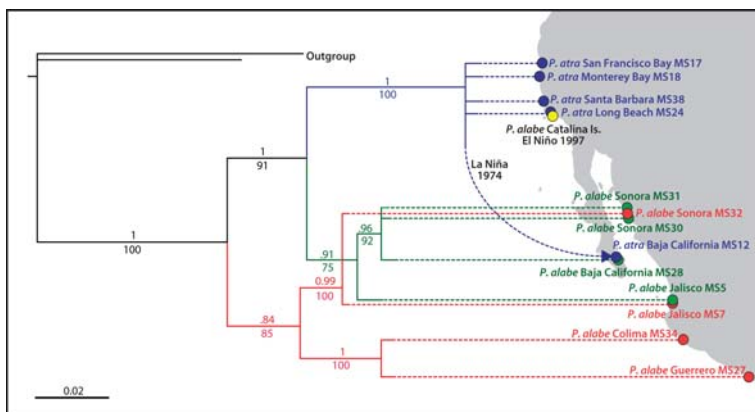 Outgroup
P. atra San Francisco Bay MS17
P. atra Monterey Bay MS18
1
100
P. atra Santa Barbara MS38
P. atra Long Beach MS24
P. alabe Catalina Is.
El Niño 1997
1
91
La Niña
1974
P. alabe Sonora MS31
P. alabe Sonora MS32
P. alabe Sonora MS30
.96
92
1
100
P. atra Baja California MS12
.91
75
P. alabe Baja California MS28
0.99
100
P. alabe Jalisco MS5
P. alabe Jalisco MS7
.84
85
P. alabe Colima MS34
1
100
P. alabe Guerrero MS27
0.02